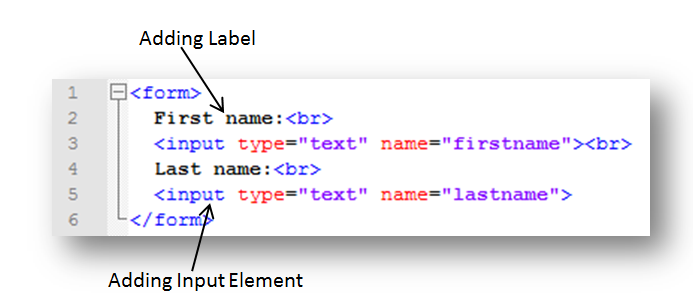 Adding Label
1 <form>
2 First name:<br>
3 <input type="text" name="firstname"><br>
4 Last name:<br>
5 <input type="text" name="lastname">
6 </form>
Adding Input Element